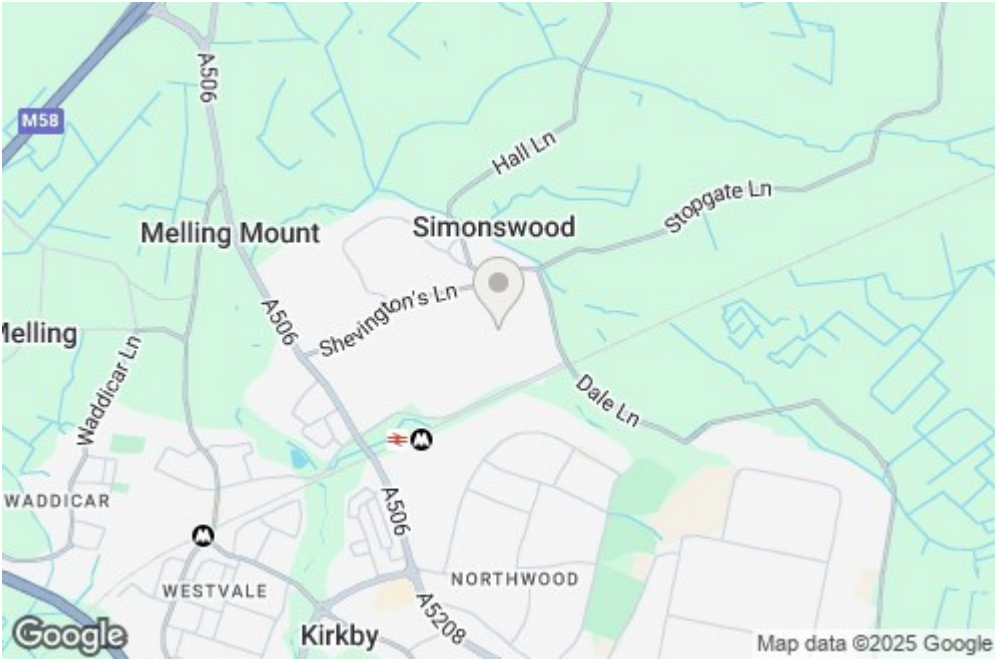 A506
M58
Hall Ln
Stopgate Ln
Melling Mount
Simonswood
Shevington's Ln
A506
Melling
Waddicar Ln
Dale Ln
WADDICAR
A506
WESTVALE
NORTHWOOD
A5208
Kirkby
Google
Map data ©2025 Google